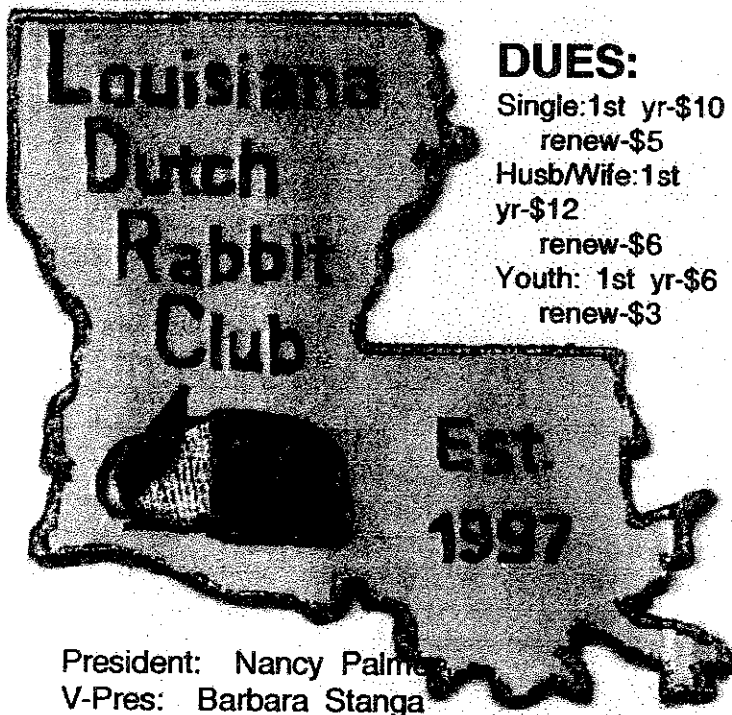 Louisiana
Dutch
Rabbit
Club
Est.
1997
DUES:
Single:1st yr-$10
renew-$5
Husb/Wife:1st
yr-$12
renew-$6
Youth: 1st yr-$6
renew-$3
President: Nancy
V-Pres: Barbara Stanga